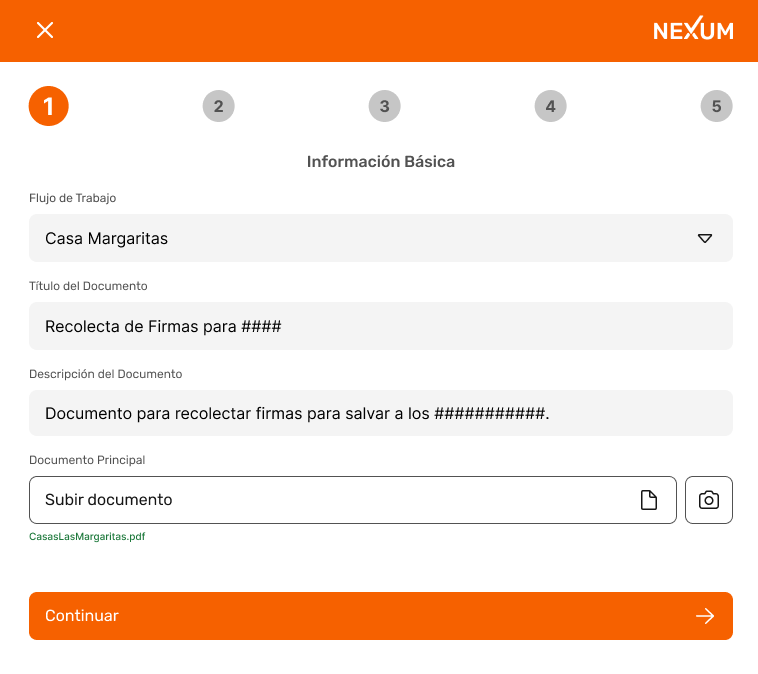 NEXUM
1 2 3 4 5
Información Básica
Flujo de Trabajo
Casa Margaritas
Título del Documento
Recolecta de Firmas para ####
Descripción del Documento
Documento para recolectar firmas para salvar a los ###########.
Documento Principal
Subir documento
CasasLasMargaritas.pdf
Continuar